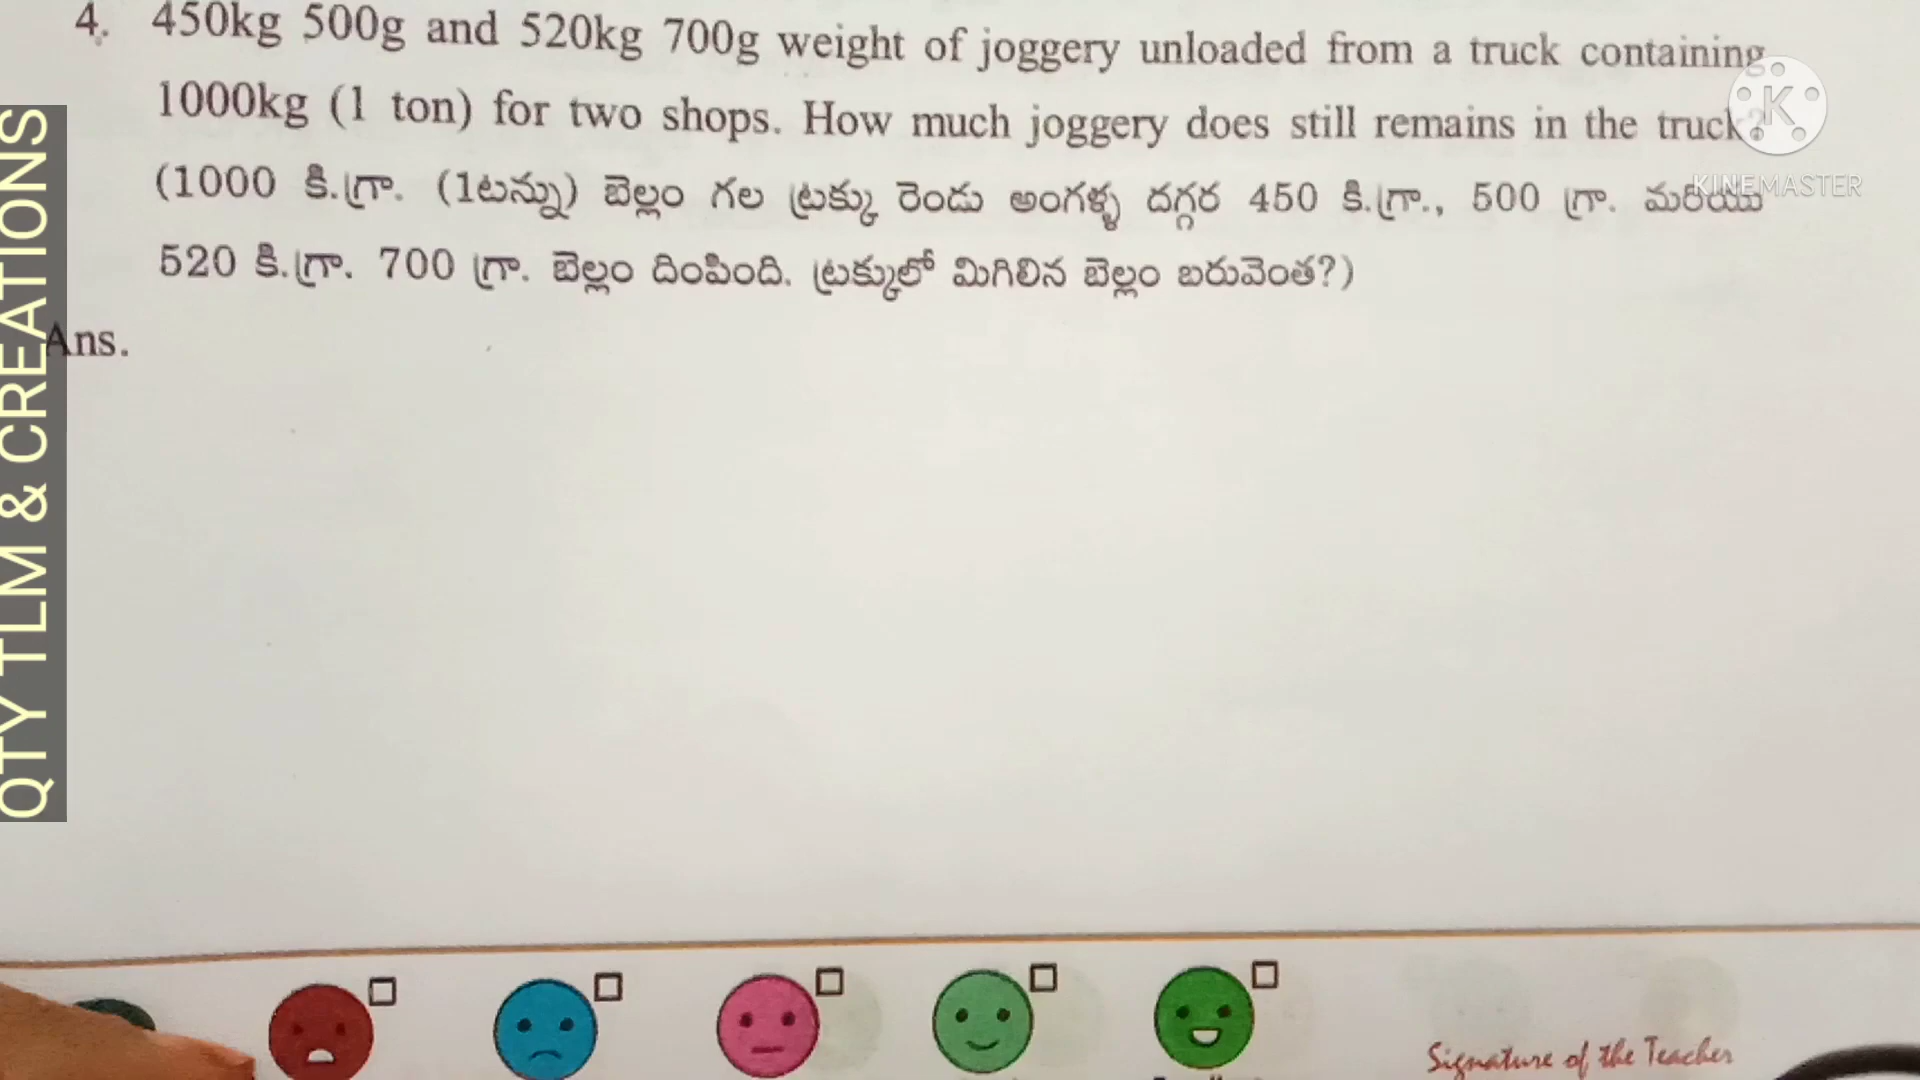 4. 450kg 500g and 520kg 700g weight of joggery unloaded from a truck containing
1000kg (1 ton) for two shops. How much joggery does still remains in the truck?
(1000 కి.గ్రా. (1టన్ను) బెల్లం గల ట్రక్కు రెండు అంగళ్ళ దగ్గర 450 కి.గ్రా., 500 గ్రా. మరియు
520 కి.గ్రా. 700 గ్రా. బెల్లం దింపింది. ట్రక్కులో మిగిలిన బెల్లం బరువెంత?)
Ans.
QTY TLM & CREATIONS
K
KINEMASTER
Signature of the Teacher